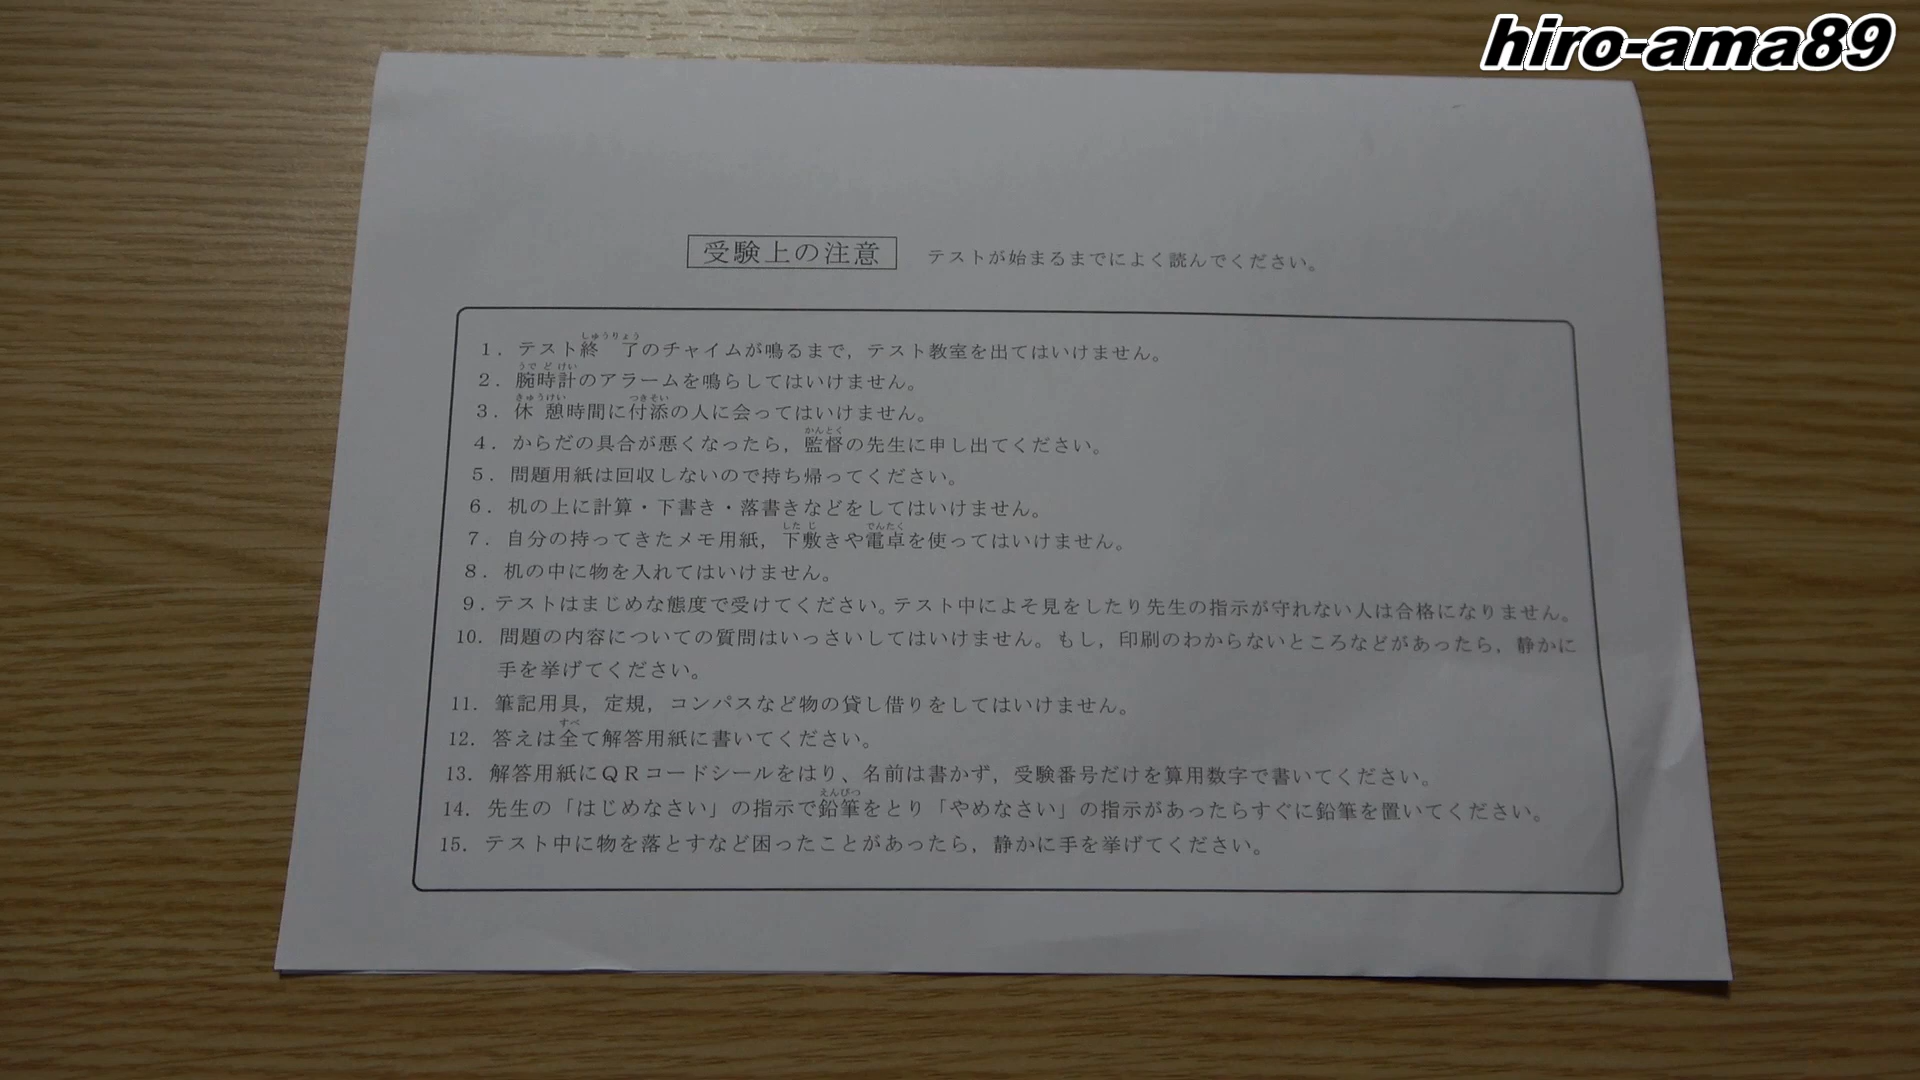 hiro-ama89
受験上の注意　テストが始まるまでによく読んでください。
1．テスト終了のチャイムが鳴るまで，テスト教室を出てはいけません。
2．腕時計のアラームを鳴らしてはいけません。
3．休憩時間に付添の人に会ってはいけません。
4．からだの具合が悪くなったら，監督の先生に申し出てください。
5．問題用紙は回収しないので持ち帰ってください。
6．机の上に計算・下書き・落書きなどをしてはいけません。
7．自分の持ってきたメモ用紙，下敷きや電卓を使ってはいけません。
8．机の中に物を入れてはいけません。
9．テストはまじめな態度で受けてください。テスト中によそ見をしたり先生の指示が守れない人は合格になりません。
10．問題の内容についての質問はいっさいしてはいけません。もし，印刷のわからないところなどがあったら，静かに
手を挙げてください。
11．筆記用具，定規，コンパスなど物の貸し借りをしてはいけません。
12．答えは全て解答用紙に書いてください。
13．解答用紙にＱＲコードシールをはり、名前は書かず，受験番号だけを算用数字で書いてください。
14．先生の「はじめなさい」の指示で鉛筆をとり「やめなさい」の指示があったらすぐに鉛筆を置いてください。
15．テスト中に物を落とすなど困ったことがあったら，静かに手を挙げてください。